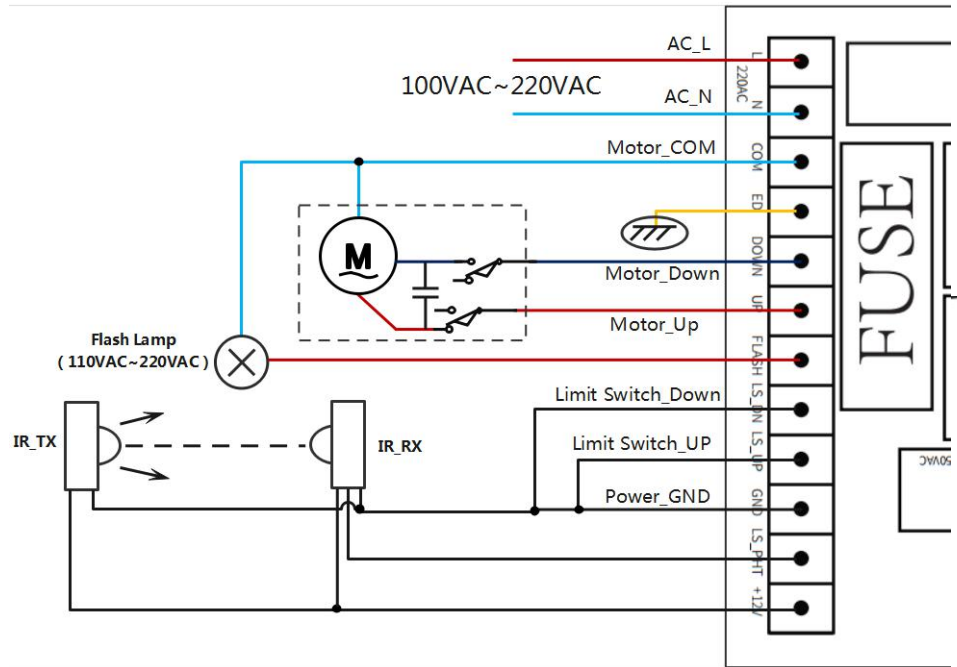 AC_L
100VAC~220VAC
AC_N
Motor_COM
Motor_Down
Motor_Up
M
Flash Lamp
( 110VAC~220VAC )
Limit Switch_Down
Limit Switch_UP
Power_GND
IR_TX
IR_RX
L
220AC
N
COM
ED
DOWN
UP
FLASH
LS_DN
LS_UP
GND
LS_PHT
+12V
FUSE
50VAC